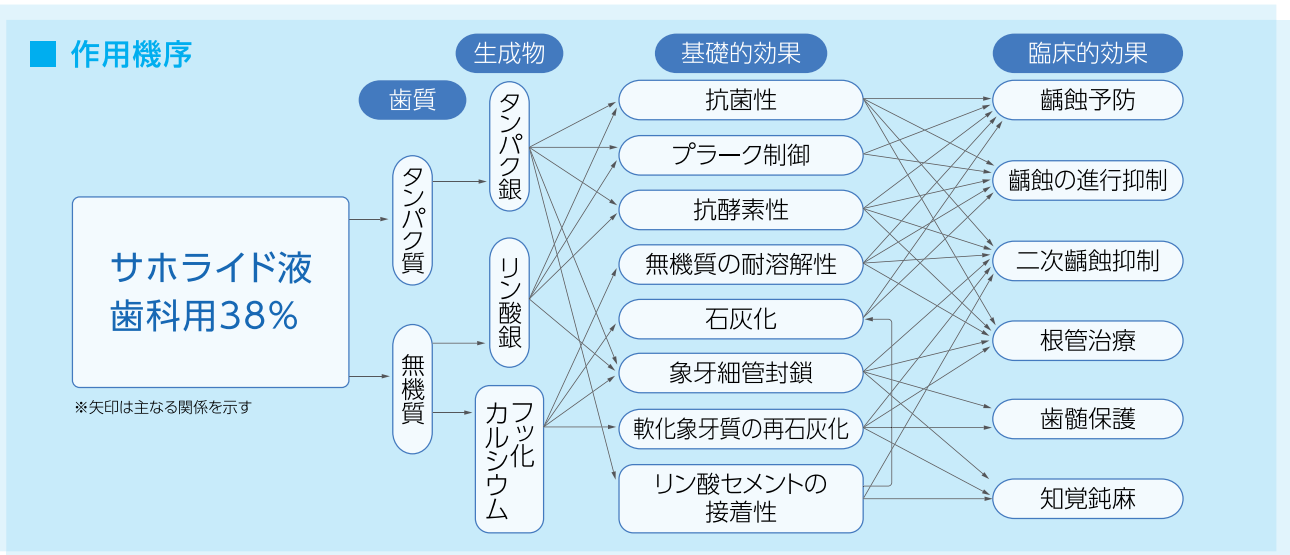 ■ 作用機序
歯質
生成物
基礎的効果
臨床的効果
サホライド液
歯科用38%
※矢印は主なる関係を示す
タンパク質
無機質
タンパク銀
リン酸銀
フッ化
カルシウム
抗菌性
プラーク制御
抗酵素性
無機質の耐溶解性
石灰化
象牙細管封鎖
軟化象牙質の再石灰化
リン酸セメントの
接着性
齲蝕予防
齲蝕の進行抑制
二次齲蝕抑制
根管治療
歯髄保護
知覚鈍麻